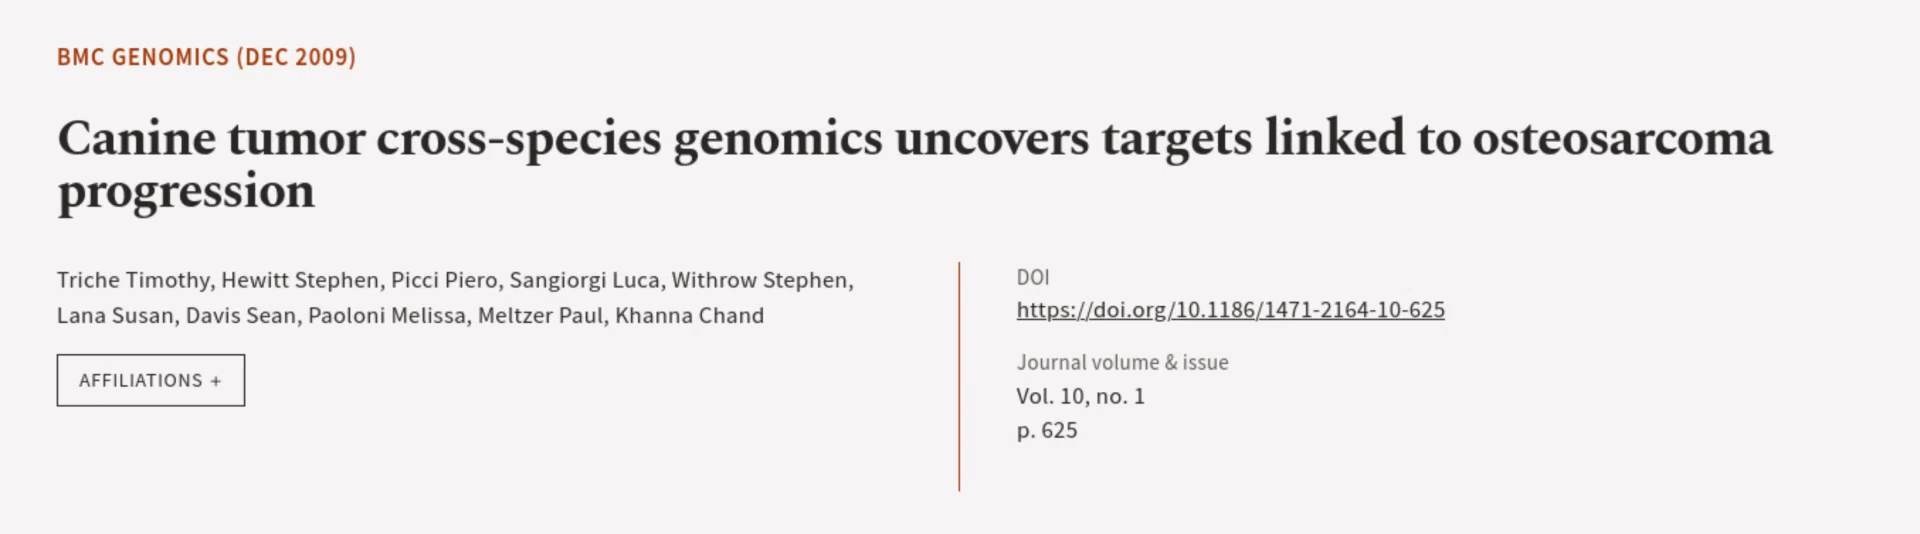 BMC GENOMICS (DEC 2009)
Canine tumor cross-species genomics uncovers targets linked to osteosarcoma
progression
Triche Timothy, Hewitt Stephen, Picci Piero, Sangiorgi Luca, Withrow Stephen,
Lana Susan, Davis Sean, Paoloni Melissa, Meltzer Paul, Khanna Chand
AFFILIATIONS +
DOI
https://doi.org/10.1186/1471-2164-10-625
Journal volume & issue
Vol. 10, no. 1
p. 625